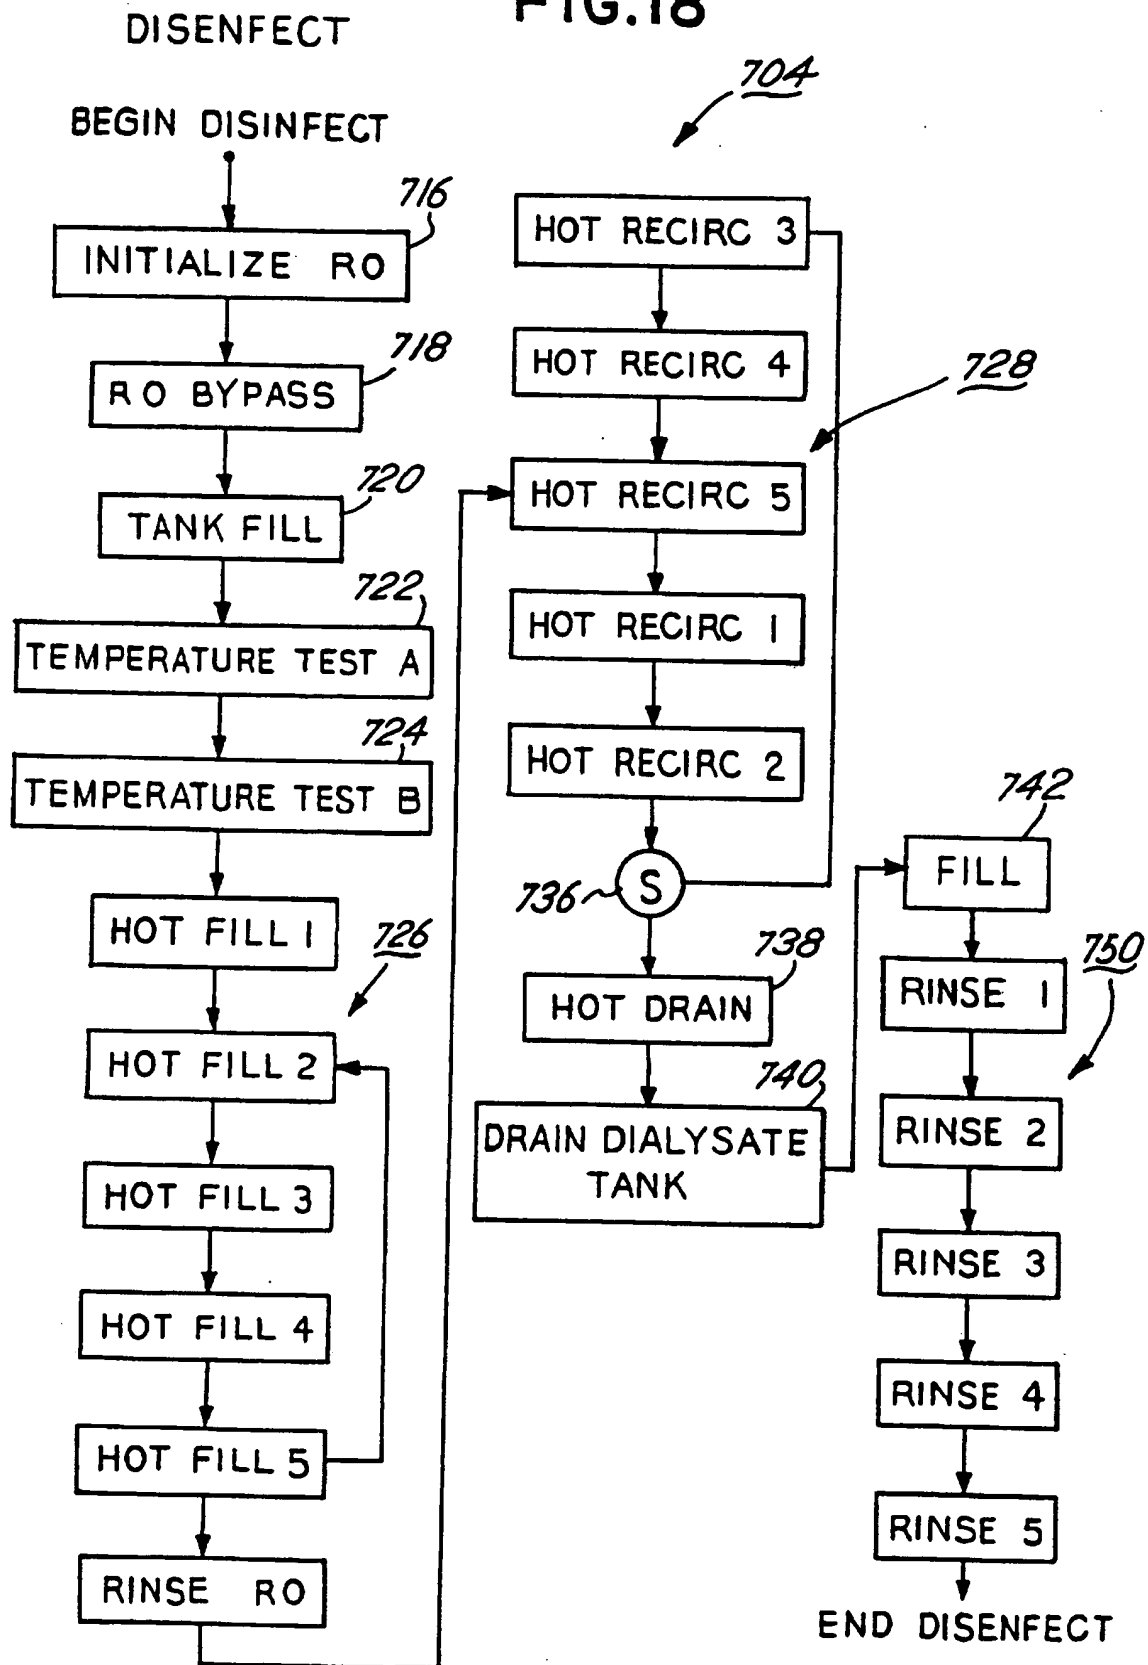 FIG.18
DISENFECT
BEGIN DISINFECT
716
INITIALIZE RO
718
RO BYPASS
720
TANK FILL
722
TEMPERATURE TEST A
724
TEMPERATURE TEST B
HOT FILL 1
726
HOT FILL 2
HOT FILL 3
HOT FILL 4
HOT FILL 5
RINSE RO
704
HOT RECIRC 3
HOT RECIRC 4
728
HOT RECIRC 5
HOT RECIRC 1
HOT RECIRC 2
736
S
738
HOT DRAIN
740
DRAIN DIALYSATE
TANK
742
FILL
750
RINSE 1
RINSE 2
RINSE 3
RINSE 4
RINSE 5
END DISENFECT